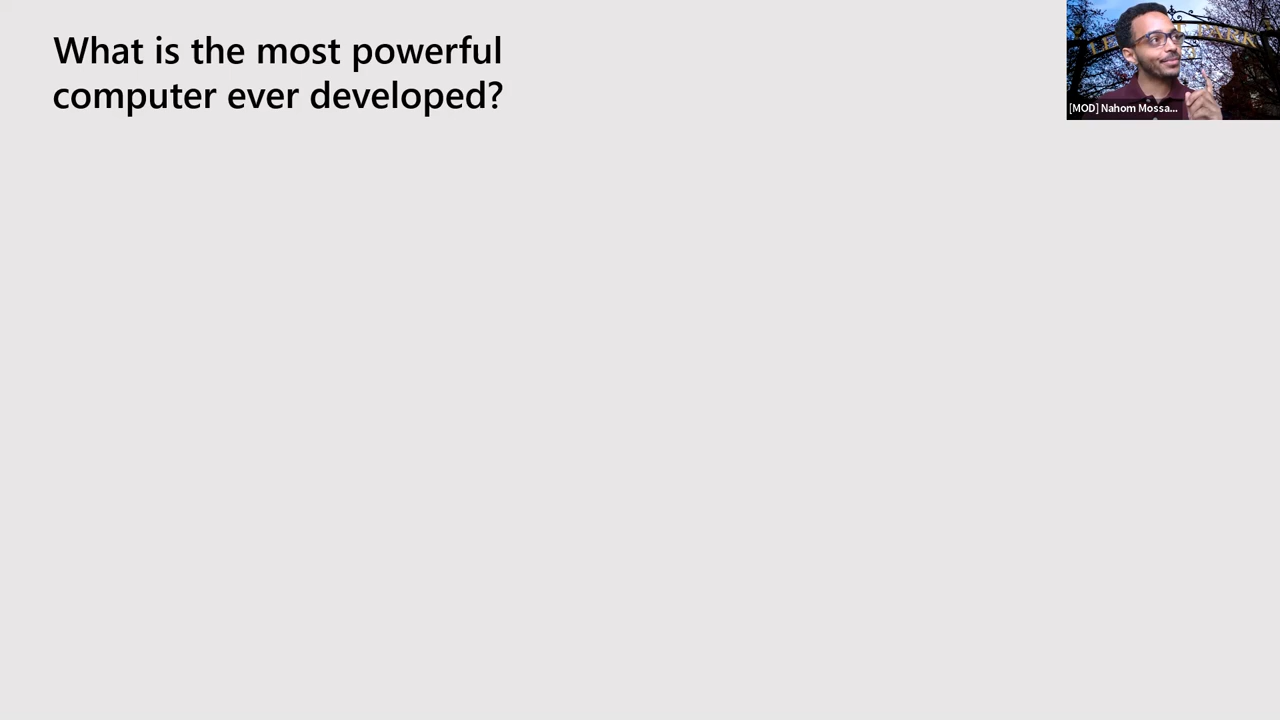 What is the most powerful
computer ever developed?
[MOD] Nahom Mossa...